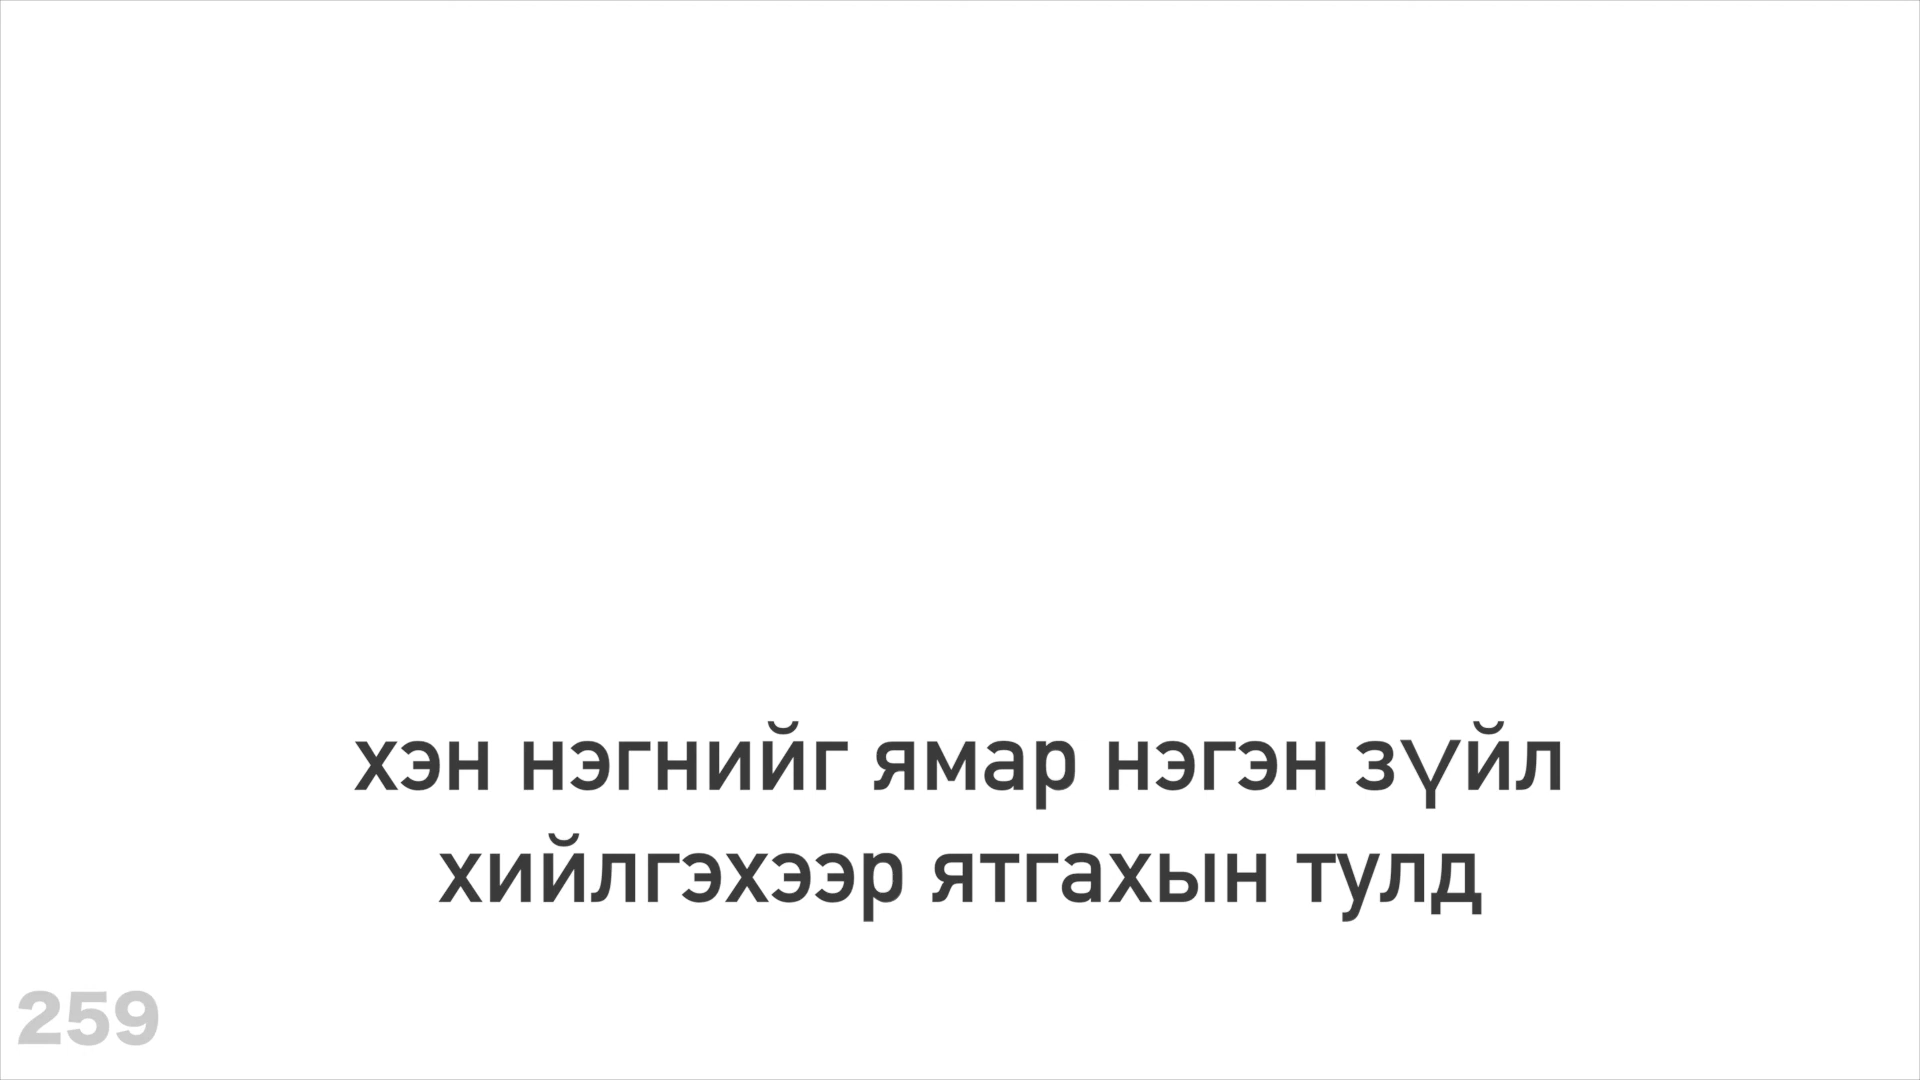 хэн нэгнийг ямар нэгэн зүйл
хийлгэхээр ятгахын тулд
259